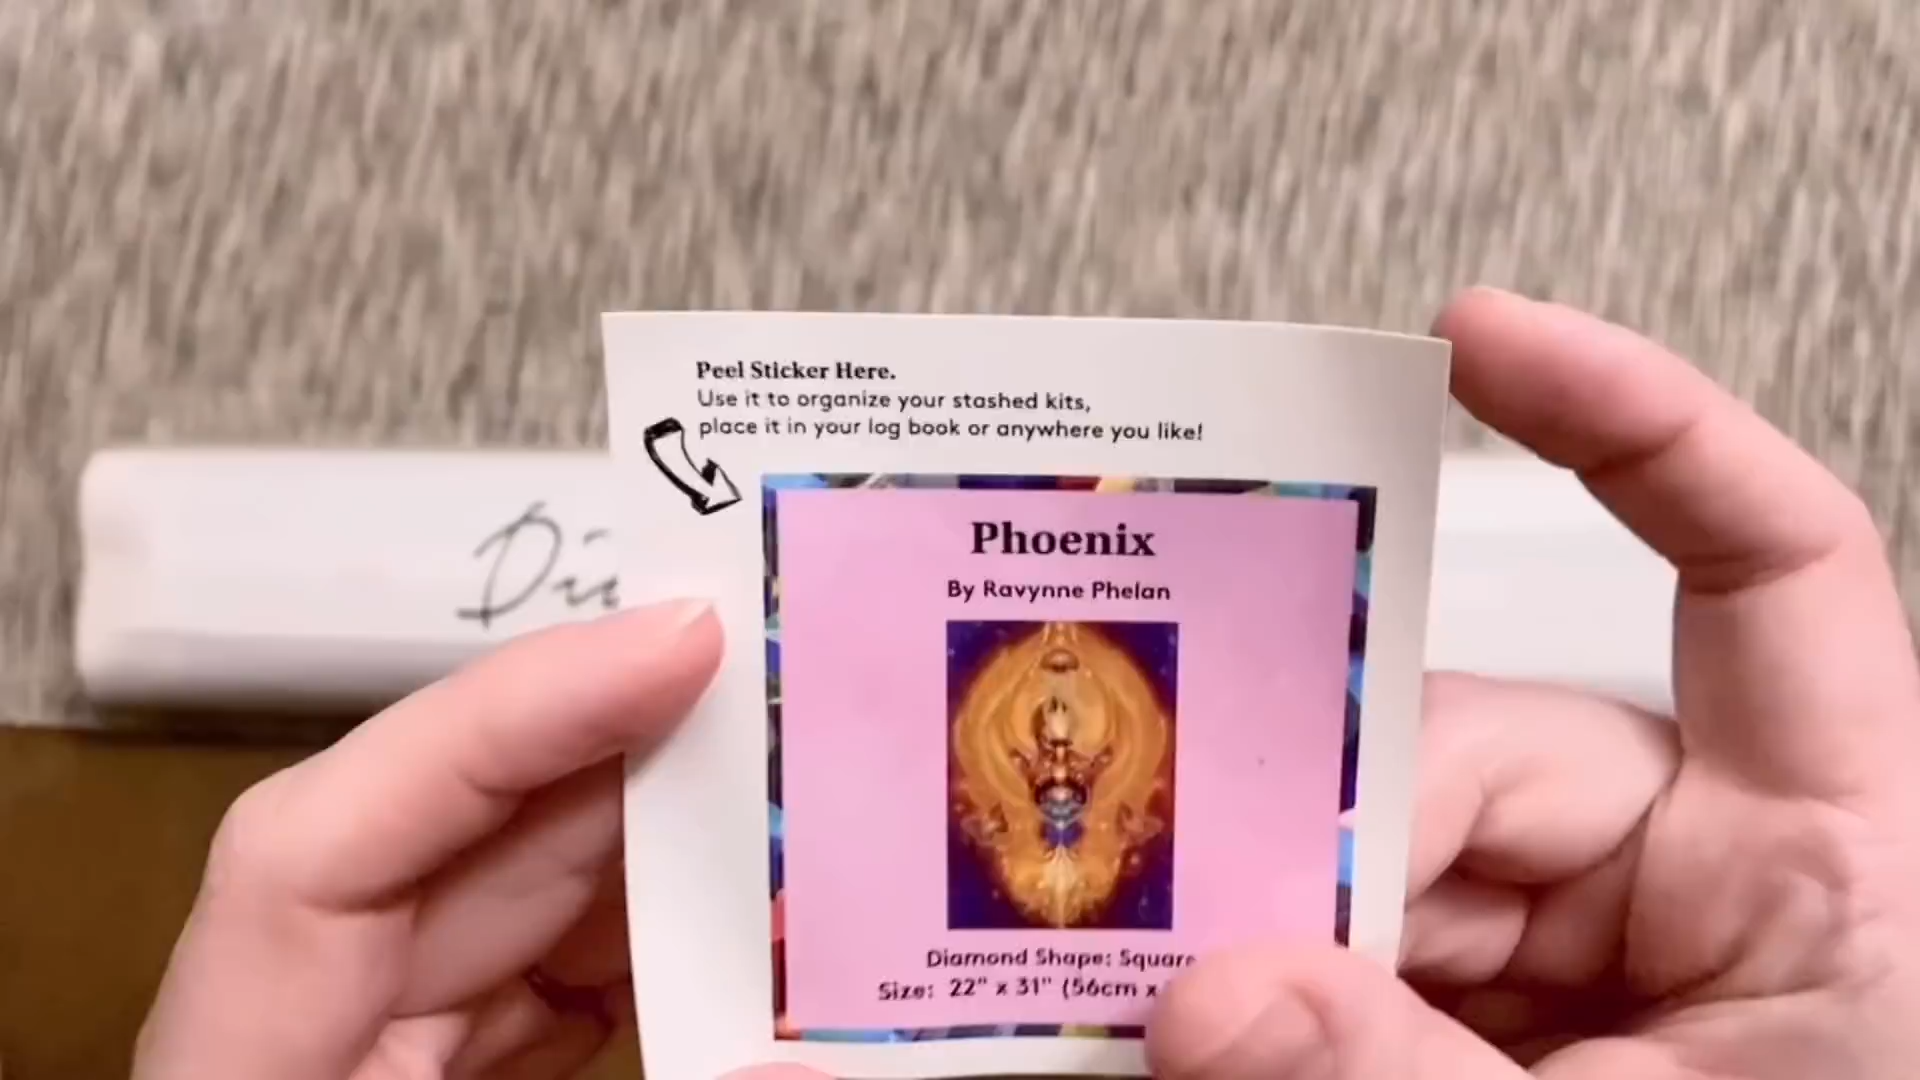 Peel Sticker Here.
Use it to organize your stashed kits,
place it in your log book or anywhere you like!
Phoenix
By Ravynne Phelan
Diamond Shape: Square
Size: 22" x 31" (56cm x